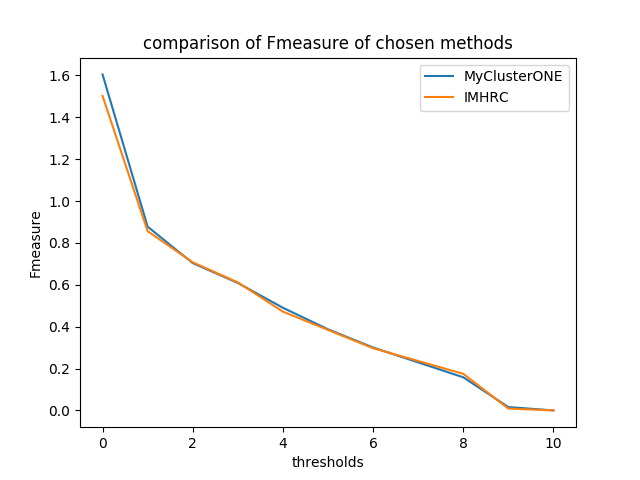 comparison of Fmeasure of chosen methods
MyClusterONE
IMHRC
1.6
1.4
1.2
1.0
0.8
0.6
0.4
0.2
0.0
Fmeasure
0 2 4 6 8 10
thresholds